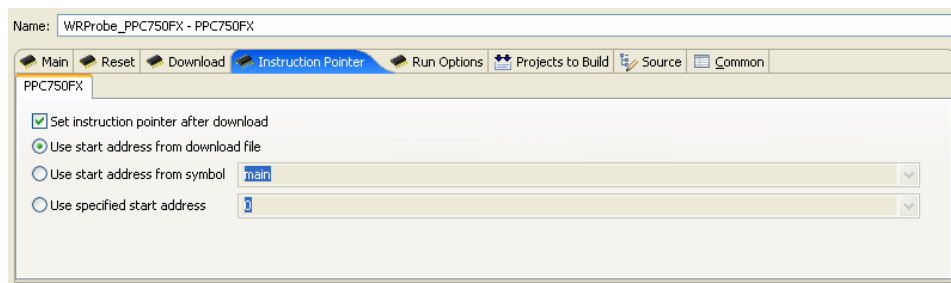 Name: WRProbe_PPC750FX - PPC750FX
Main Reset Download Instruction Pointer Run Options Projects to Build Source Common
PPC750FX
Set instruction pointer after download
Use start address from download file
Use start address from symbol main
Use specified start address 0